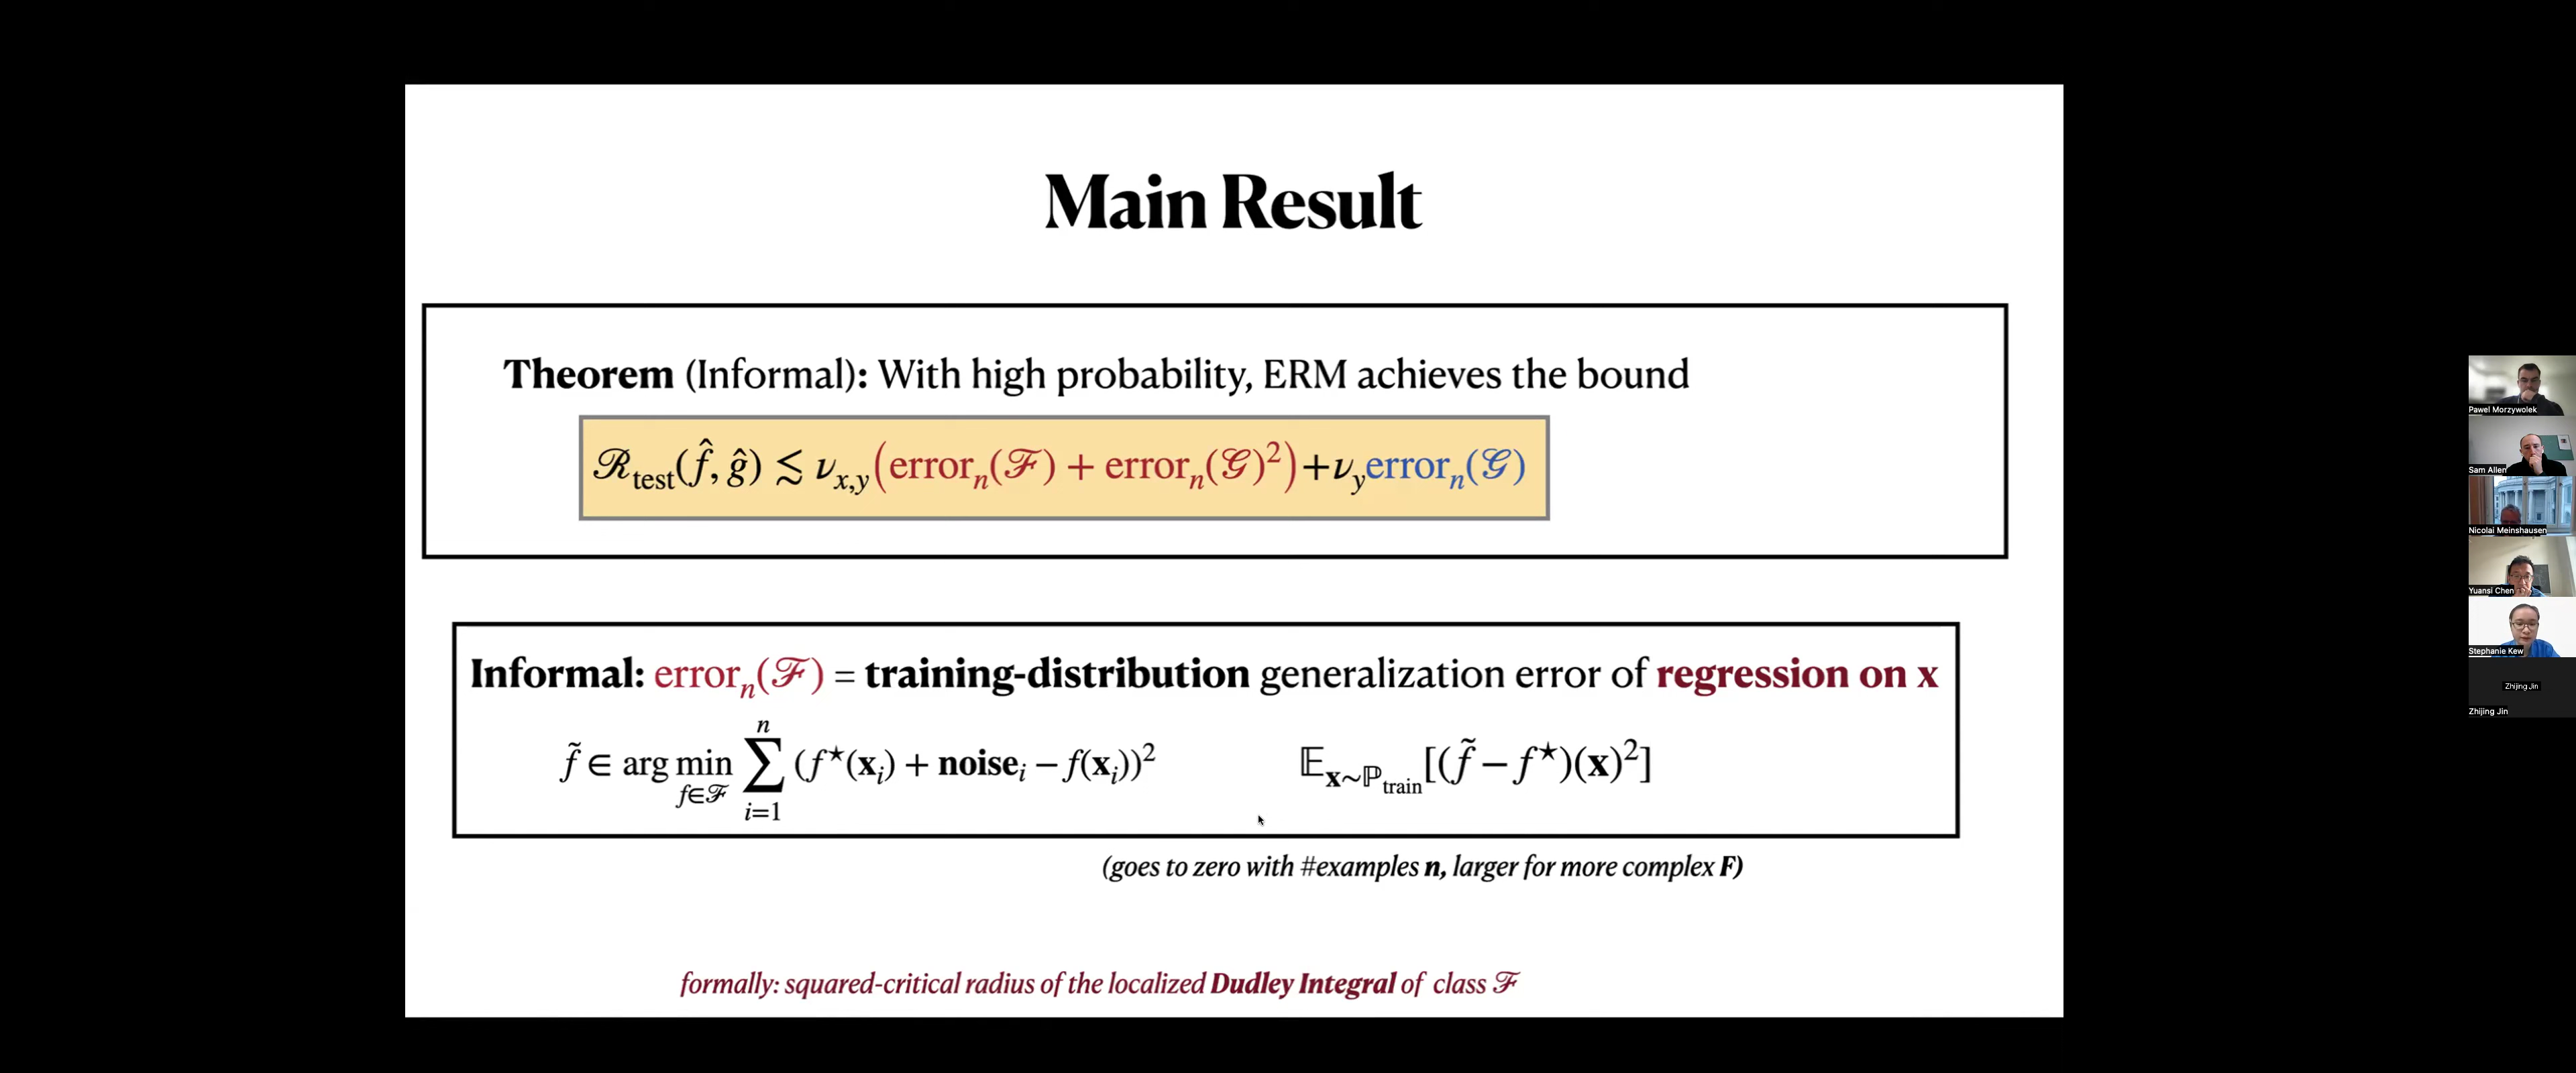 Main Result
Theorem (Informal): With high probability, ERM achieves the bound
ℛ_test(f̂, ĝ) ≲ ν_{x,y}(error_n(ℱ) + error_n(𝒢)²)+ν_y error_n(𝒢)
Informal: error_n(ℱ) = training-distribution generalization error of regression on x
f̃ ∈ arg min_{f∈ℱ} ∑_{i=1}^{n} (f⋆(x_i) + noise_i − f(x_i))² 𝔼_{x∼ℙ_train}[(f̃ − f⋆)(x)²]
(goes to zero with #examples n, larger for more complex F)
formally: squared-critical radius of the localized Dudley Integral of class ℱ
Pawel Morzywolek
Sam Allen
Nicolai Meinshausen
Yuansi Chen
Stephanie Kew
Zhijing Jin
Zhijing Jin